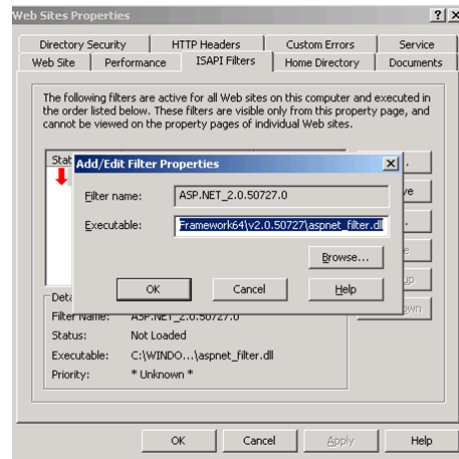 Web Sites Properties
Directory Security HTTP Headers Custom Errors Service
Web Site Performance ISAPI Filters Home Directory Documents
The following filters are active for all Web sites on this computer and executed in
the order listed below. These filters are visible only from this property page, and
cannot be viewed on the property pages of individual Web sites.
Add/Edit Filter Properties
Filter name: ASP.NET_2.0.50727.0
Executable: Framework64\v2.0.50727\aspnet_filter.dll
Browse...
OK Cancel Help
Filter Name: ASP.NET_2.0.50727.0
Status: Not Loaded
Executable: C:\WINDO...\aspnet_filter.dll
Priority: * Unknown *
OK Cancel Apply Help